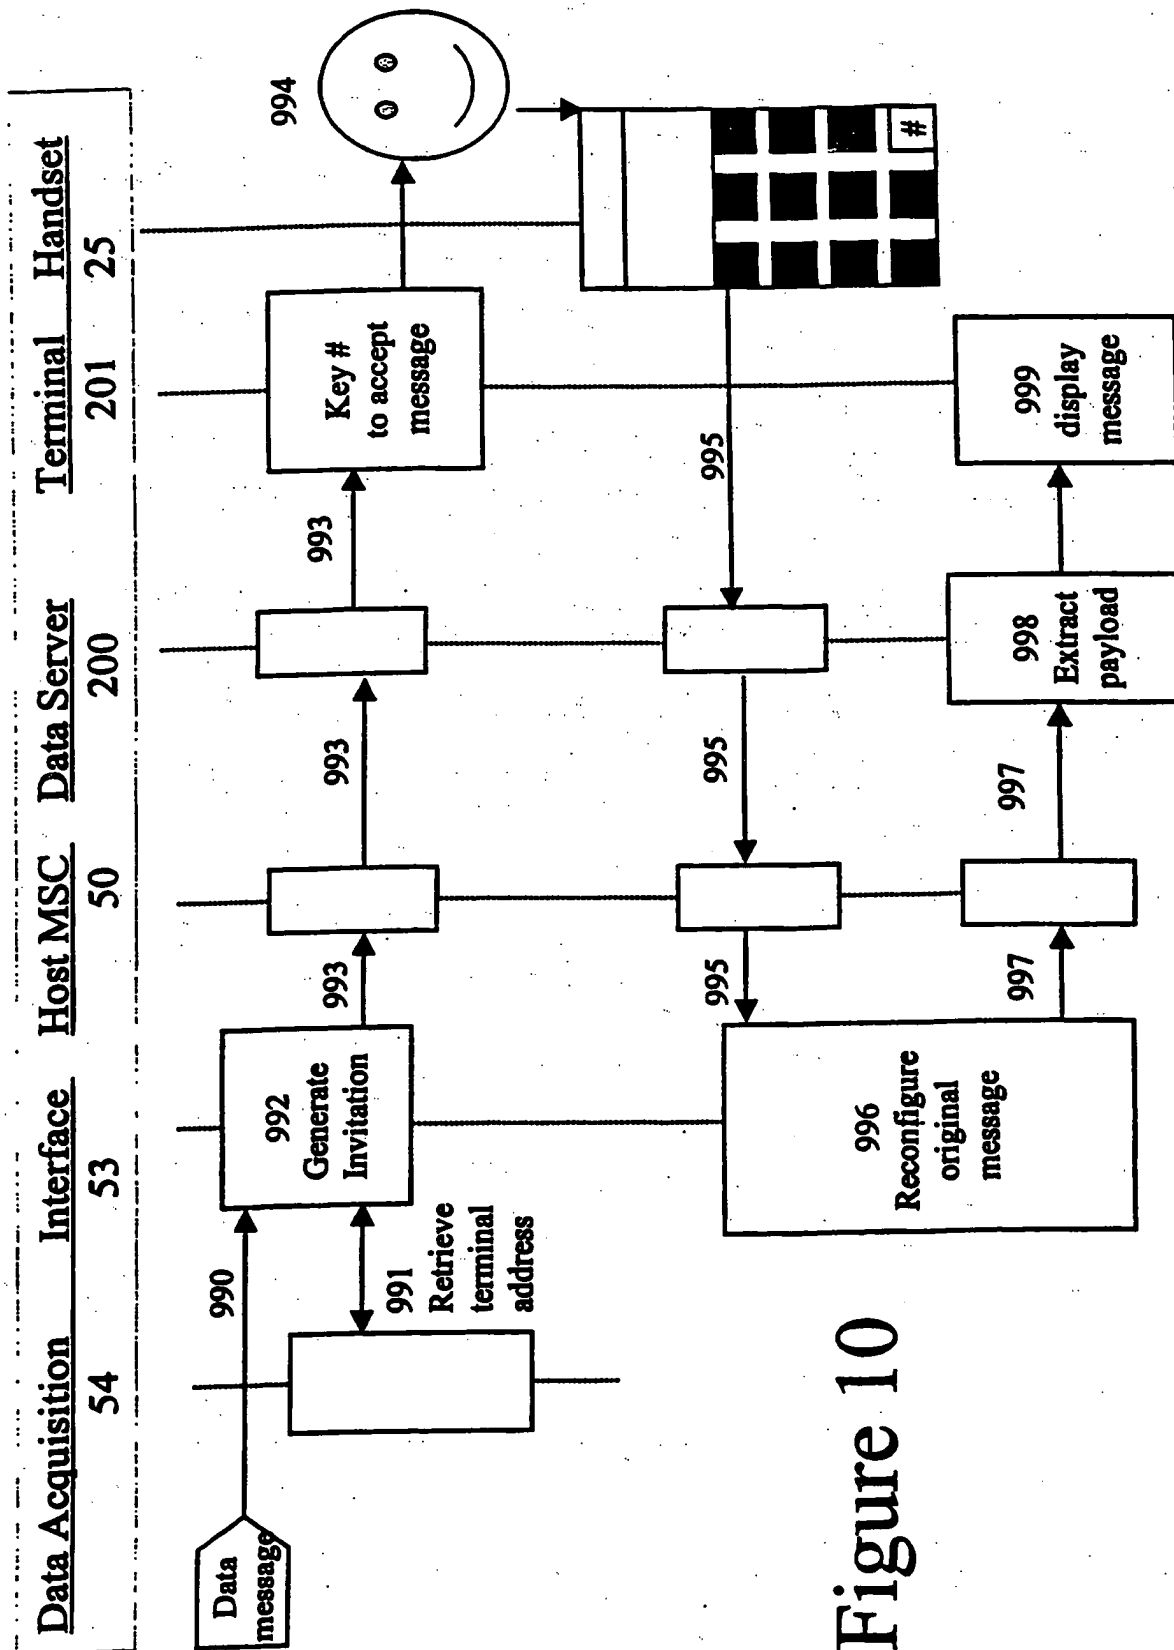 Data Acquisition Interface Host MSC Data Server Terminal Handset
54 53 50 200 201 25
Data
message
990
991
Retrieve
terminal
address
992
Generate
Invitation
993
993
993
Key #
to accept
message
994
#
995
995
995
996
Reconfigure
original
message
997
997
998
Extract
payload
999
display
message
Figure 10